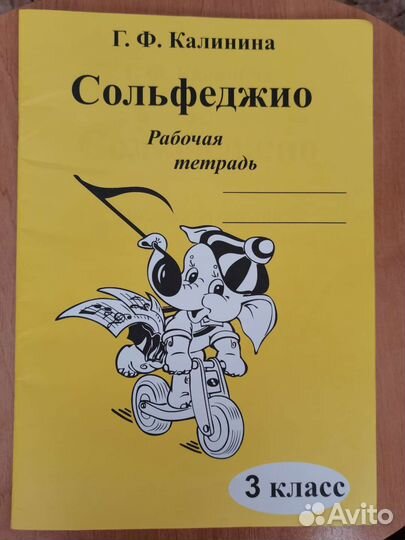 Г. Ф. Калинина
Сольфеджио
Рабочая
тетрадь
3 класс
Avito